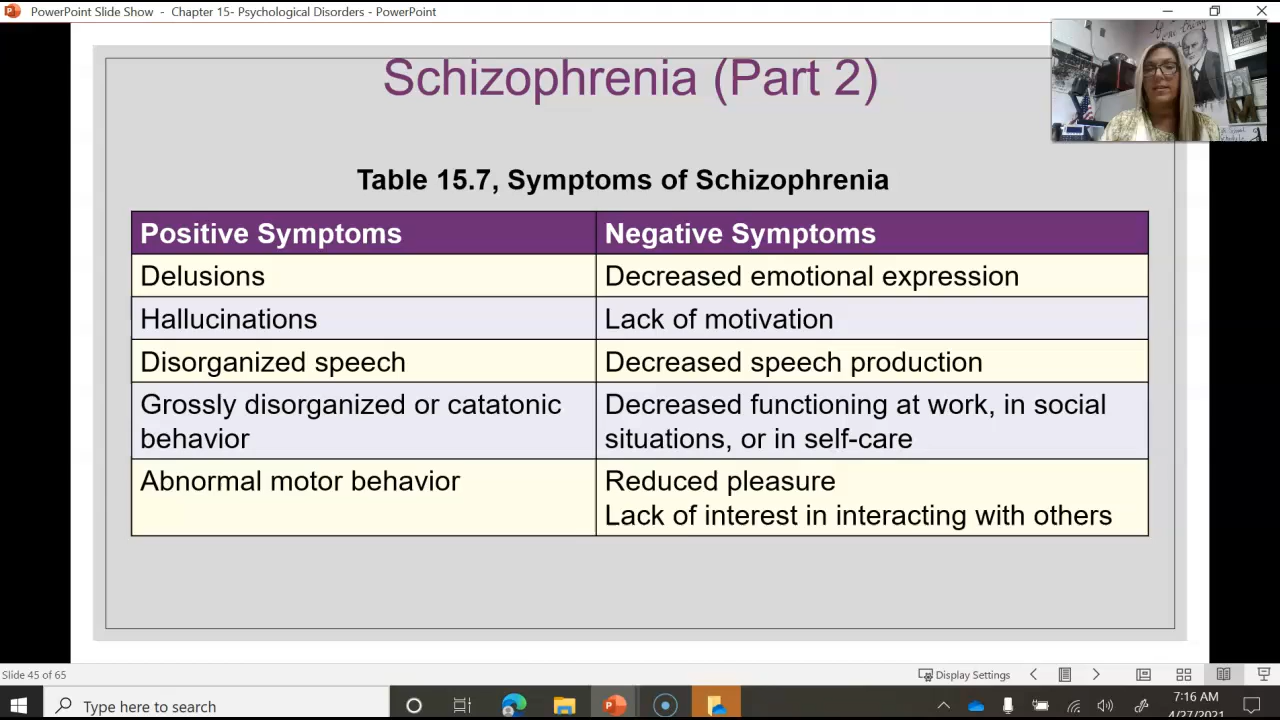 PowerPoint Slide Show - Chapter 15- Psychological Disorders - PowerPoint
Schizophrenia (Part 2)
Table 15.7, Symptoms of Schizophrenia
Positive Symptoms Negative Symptoms
Delusions Decreased emotional expression
Hallucinations Lack of motivation
Disorganized speech Decreased speech production
Grossly disorganized or catatonic Decreased functioning at work, in social
behavior situations, or in self-care
Abnormal motor behavior Reduced pleasure
Lack of interest in interacting with others
Slide 45 of 65 Display Settings
Type here to search 7:16 AM
4/27/2021